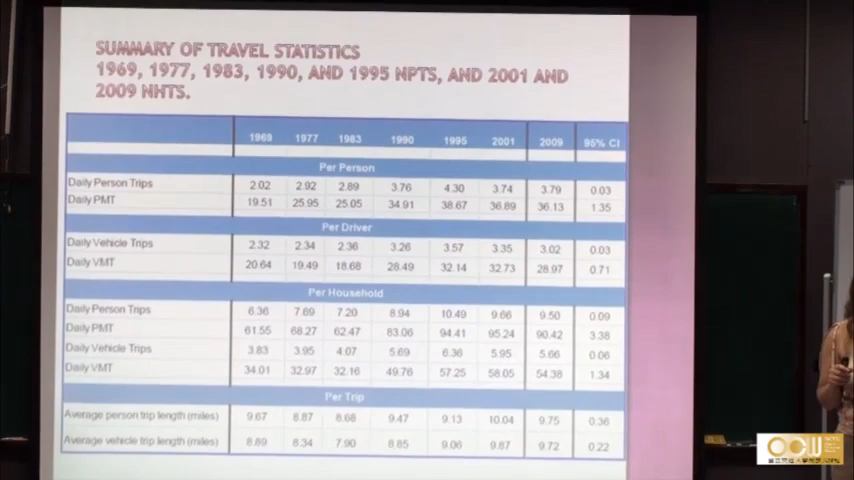 SUMMARY OF TRAVEL STATISTICS
1969, 1977, 1983, 1990, AND 1995 NPTS, AND 2001 AND
2009 NHTS.
1969 1977 1983 1990 1995 2001 2009 95% CI
Per Person
Daily Person Trips 2.02 2.92 2.89 3.76 4.30 3.74 3.79 0.03
Daily PMT 19.51 25.95 25.05 34.91 38.67 36.89 36.13 1.35
Per Driver
Daily Vehicle Trips 2.32 2.34 2.36 3.26 3.57 3.35 3.02 0.03
Daily VMT 20.64 19.49 18.68 28.49 32.14 32.73 28.97 0.71
Per Household
Daily Person Trips 6.36 7.69 7.20 8.94 10.49 9.66 9.50 0.09
Daily PMT 61.55 68.27 62.47 83.06 94.41 95.24 90.42 3.38
Daily Vehicle Trips 3.83 3.95 4.07 5.69 6.36 5.95 5.66 0.06
Daily VMT 34.01 32.97 32.16 49.76 57.25 58.05 54.38 1.34
Per Trip
Average person trip length (miles) 9.67 8.87 8.68 9.47 9.13 10.04 9.75 0.36
Average vehicle trip length (miles) 8.89 8.34 7.90 8.85 9.06 9.87 9.72 0.22
OCW